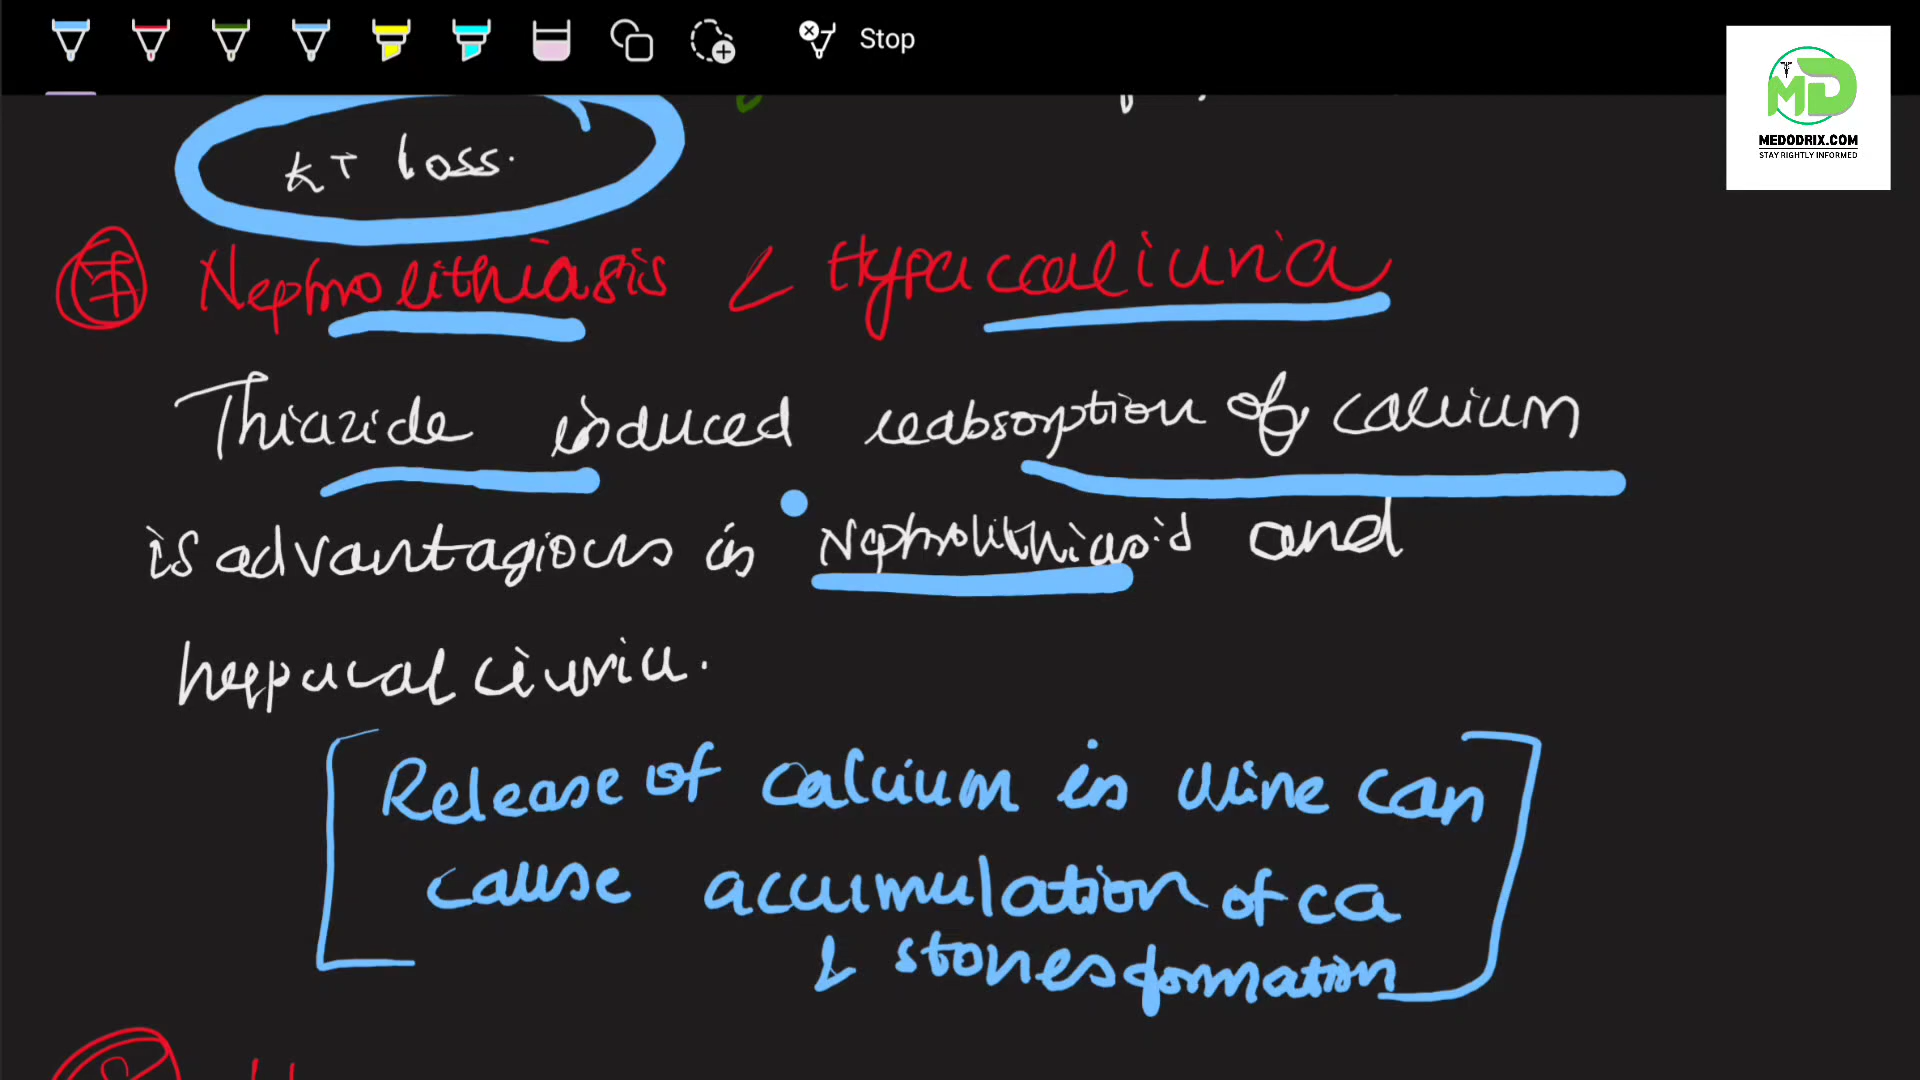 Stop
MEDODRIX.COM
STAY RIGHTLY INFORMED
K+ loss.
Nephrolithiasis & Hypercalciuria
Thiazide induced reabsorption of calcium
is advantagious in Nephrolithiasis and
hypercalciuria.
Release of calcium in urine can
cause accumulation of ca
& stones formation